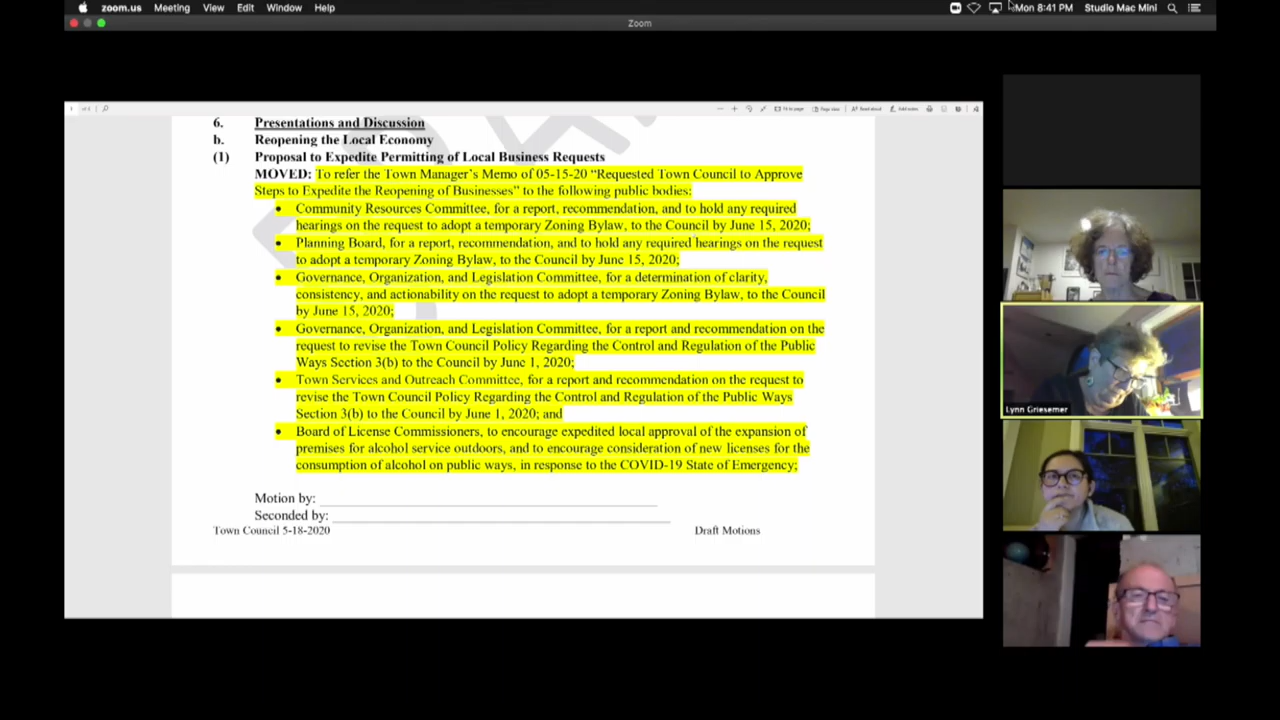 zoom.us Meeting View Edit Window Help Mon 8:41 PM Studio Mac Mini
Zoom
6. Presentations and Discussion
b. Reopening the Local Economy
(1) Proposal to Expedite Permitting of Local Business Requests
MOVED: To refer the Town Manager's Memo of 05-15-20 “Requested Town Council to Approve
Steps to Expedite the Reopening of Businesses” to the following public bodies:
• Community Resources Committee, for a report, recommendation, and to hold any required
hearings on the request to adopt a temporary Zoning Bylaw, to the Council by June 15, 2020;
• Planning Board, for a report, recommendation, and to hold any required hearings on the request
to adopt a temporary Zoning Bylaw, to the Council by June 15, 2020;
• Governance, Organization, and Legislation Committee, for a determination of clarity,
consistency, and actionability on the request to adopt a temporary Zoning Bylaw, to the Council
by June 15, 2020;
• Governance, Organization, and Legislation Committee, for a report and recommendation on the
request to revise the Town Council Policy Regarding the Control and Regulation of the Public
Ways Section 3(b) to the Council by June 1, 2020;
• Town Services and Outreach Committee, for a report and recommendation on the request to
revise the Town Council Policy Regarding the Control and Regulation of the Public Ways
Section 3(b) to the Council by June 1, 2020; and
• Board of License Commissioners, to encourage expedited local approval of the expansion of
premises for alcohol service outdoors, and to encourage consideration of new licenses for the
consumption of alcohol on public ways, in response to the COVID-19 State of Emergency;
Motion by:
Seconded by:
Town Council 5-18-2020 Draft Motions
Lynn Griesemer